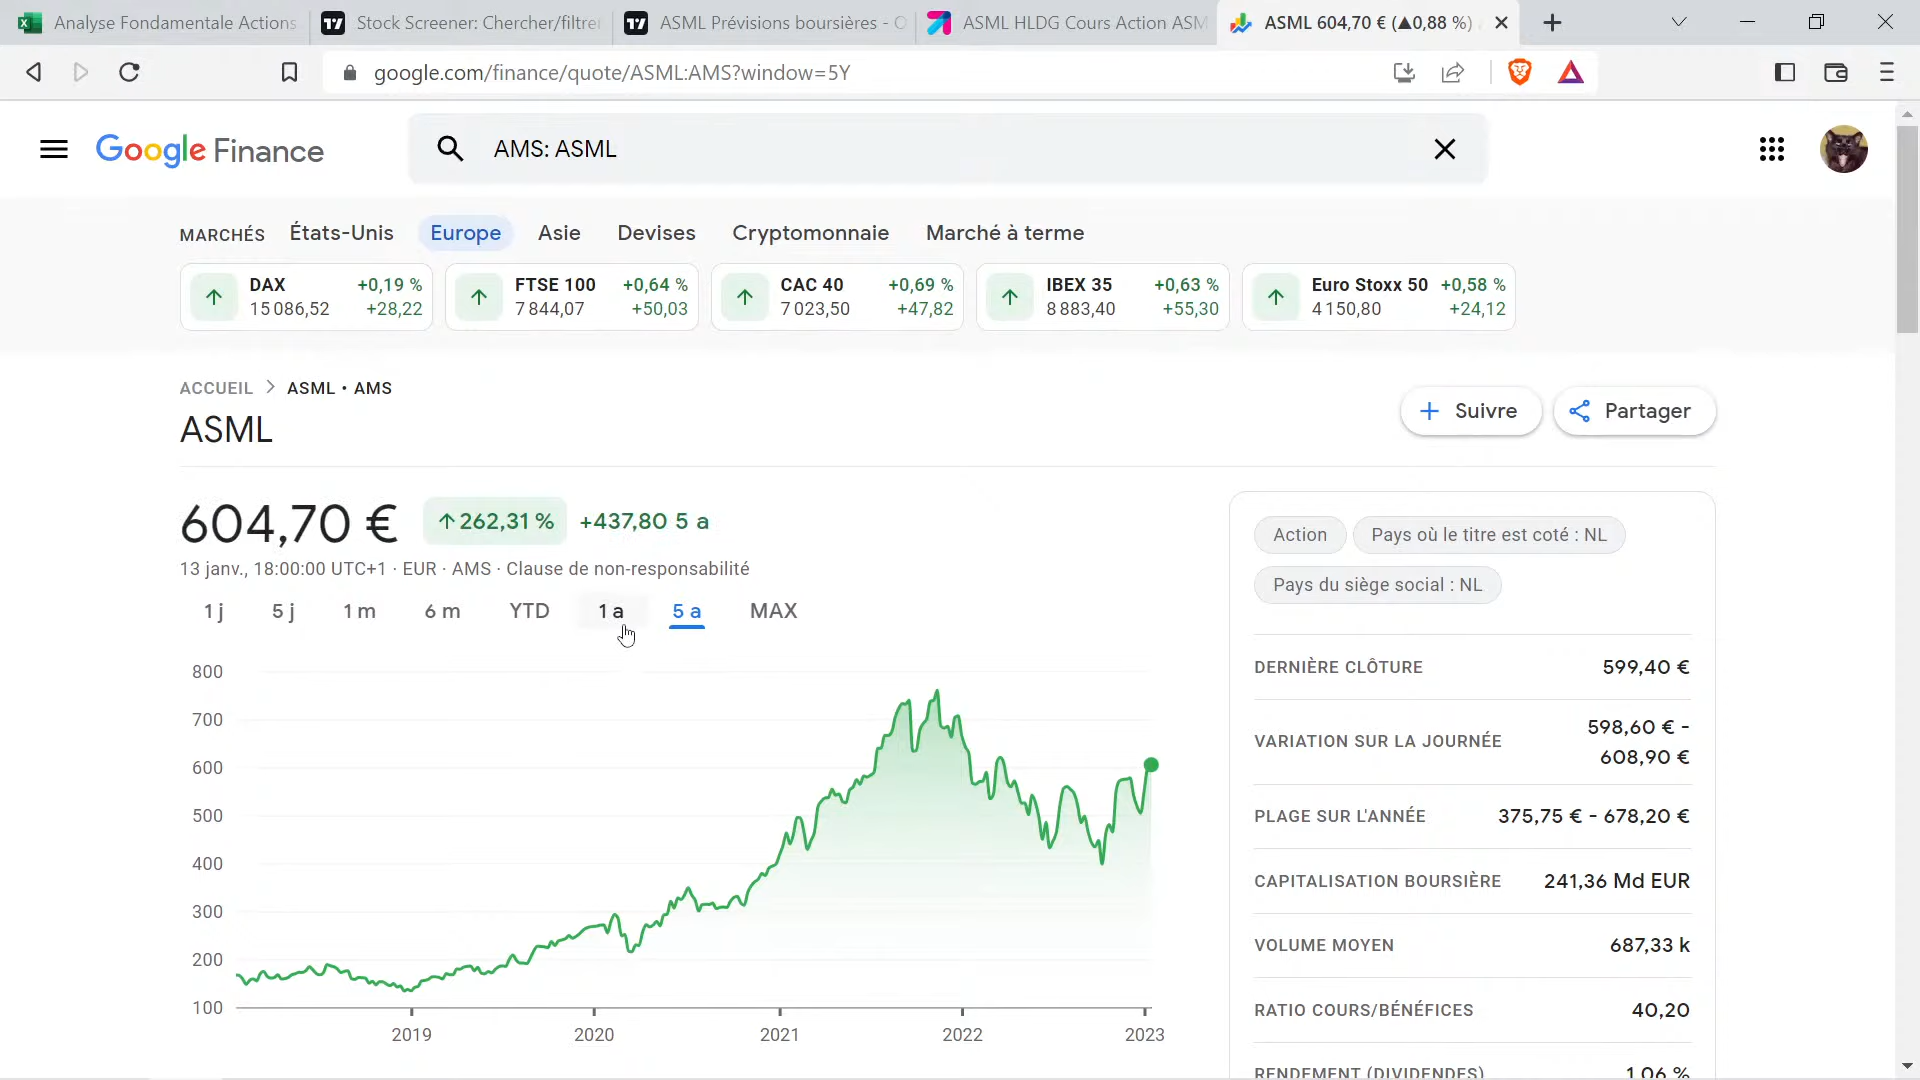 Analyse Fondamentale Actions
Stock Screener: Chercher/filtre
ASML Prévisions boursières -
ASML HLDG Cours Action ASM
ASML 604,70 € (▲0,88 %)
google.com/finance/quote/ASML:AMS?window=5Y
Google Finance
AMS: ASML
MARCHÉS États-Unis Europe Asie Devises Cryptomonnaie Marché à terme
DAX +0,19 %
15 086,52 +28,22
FTSE 100 +0,64 %
7 844,07 +50,03
CAC 40 +0,69 %
7 023,50 +47,82
IBEX 35 +0,63 %
8 883,40 +55,30
Euro Stoxx 50 +0,58 %
4 150,80 +24,12
ACCUEIL > ASML • AMS
ASML
+ Suivre
Partager
604,70 € ↑262,31 % +437,80 5 a
13 janv., 18:00:00 UTC+1 · EUR · AMS · Clause de non-responsabilité
1 j 5 j 1 m 6 m YTD 1 a 5 a MAX
800
700
600
500
400
300
200
100
2019 2020 2021 2022 2023
Action
Pays où le titre est coté : NL
Pays du siège social : NL
DERNIÈRE CLÔTURE 599,40 €
VARIATION SUR LA JOURNÉE 598,60 € -
608,90 €
PLAGE SUR L'ANNÉE 375,75 € - 678,20 €
CAPITALISATION BOURSIÈRE 241,36 Md EUR
VOLUME MOYEN 687,33 k
RATIO COURS/BÉNÉFICES 40,20
RENDEMENT (DIVIDENDES) 1,06 %